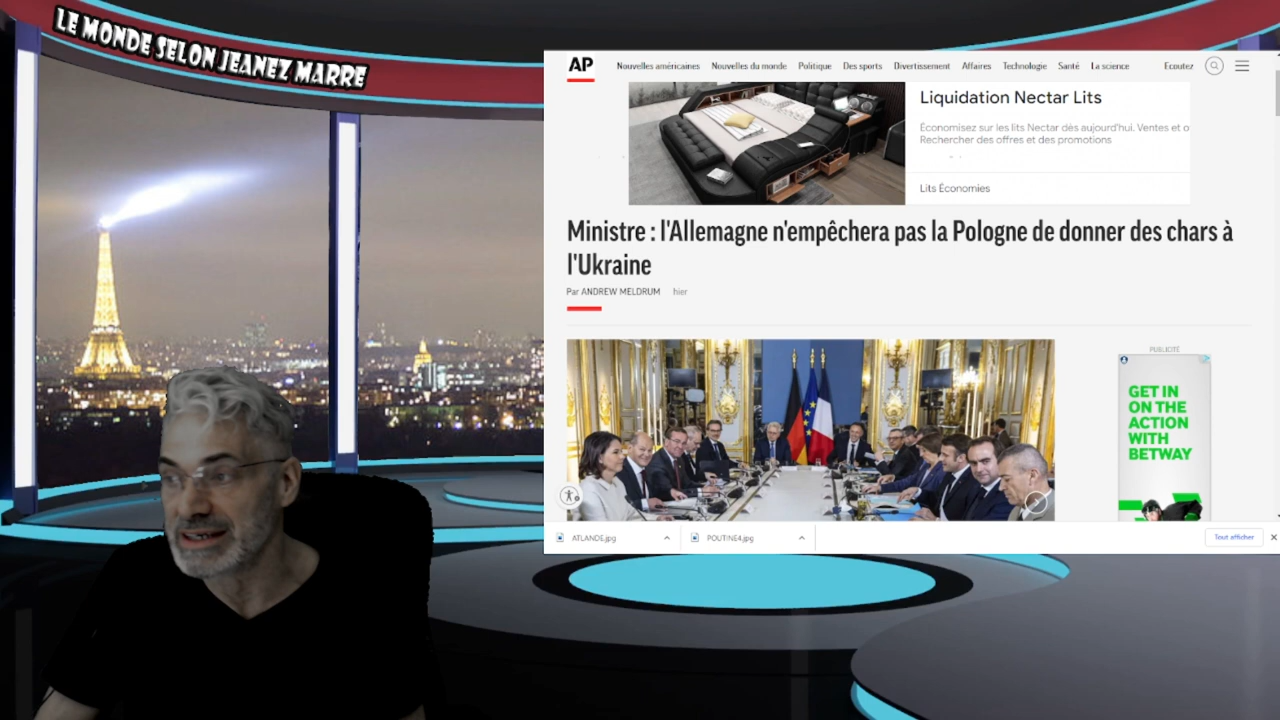 LE MONDE SELON JEANEZ MARRE
AP
Nouvelles américaines Nouvelles du monde Politique Des sports Divertissement Affaires Technologie Santé La science Ecoutez
Liquidation Nectar Lits
Économisez sur les lits Nectar dès aujourd'hui. Ventes et o
Rechercher des offres et des promotions
Lits Économies
Ministre : l'Allemagne n'empêchera pas la Pologne de donner des chars à
l'Ukraine
Par ANDREW MELDRUM hier
PUBLICITÉ
GET IN
ON THE
ACTION
WITH
BETWAY
ATLANDE.jpg
POUTINE4.jpg
Tout afficher